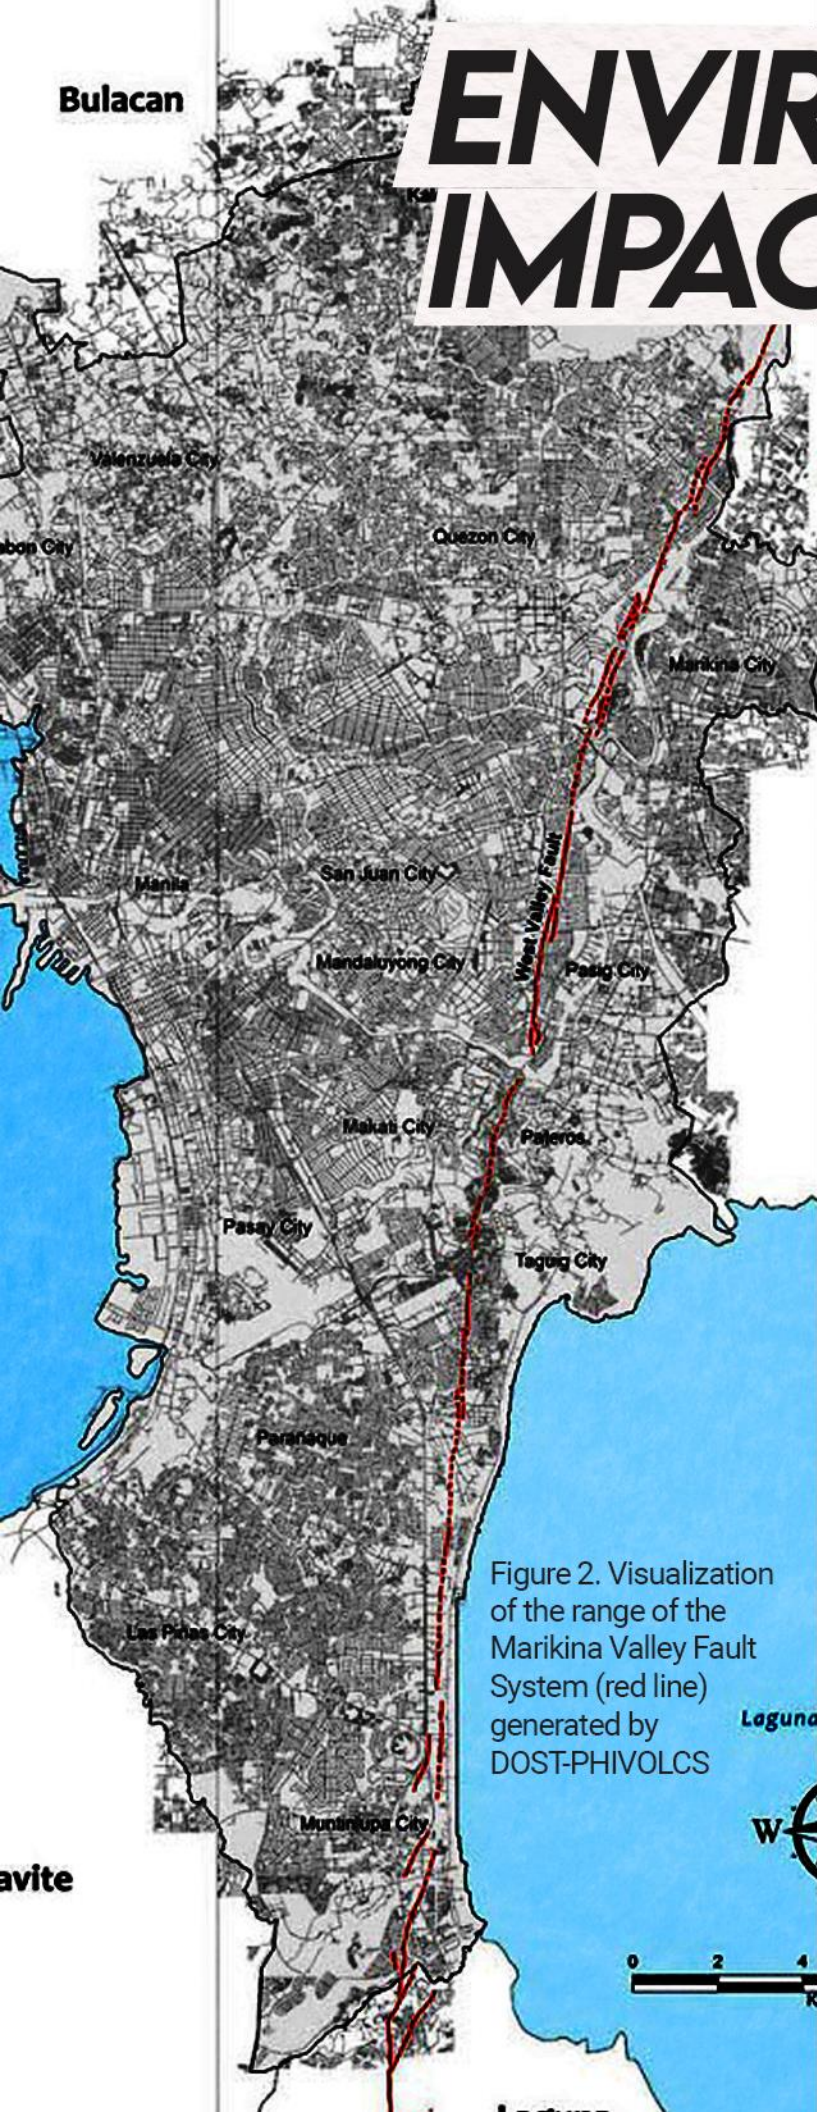 ENVIR
IMPAC
Bulacan
Valenzuela City
abon City
Quezon City
Marikina City
West Valley Fault
San Juan City
Manila
Mandaluyong City
Pasig City
Makati City
Pateros
Pasay City
Taguig City
Parañaque
Las Piñas City
Figure 2. Visualization
of the range of the
Marikina Valley Fault
System (red line)
generated by
DOST-PHIVOLCS
Laguna
W
Muntinlupa City
avite
0 2 4
K